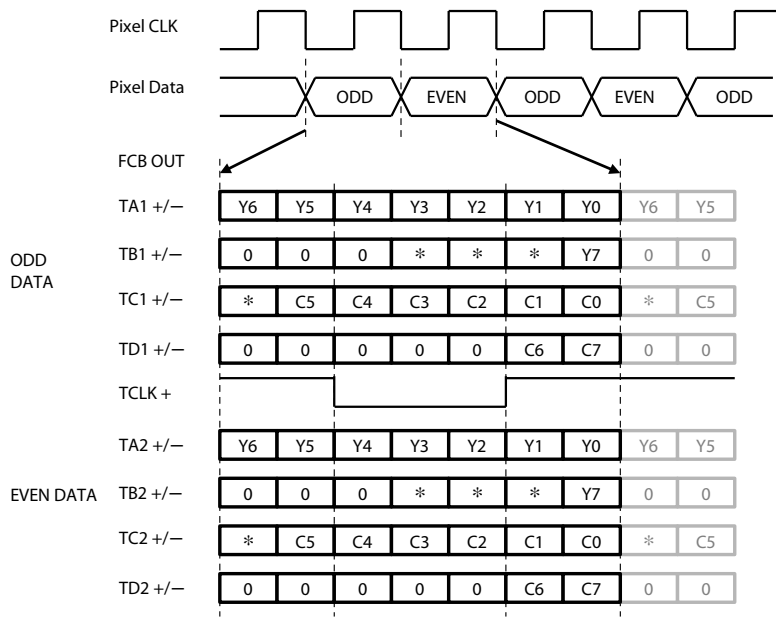 Pixel CLK
Pixel Data ODD EVEN ODD EVEN ODD
FCB OUT
TA1 +/− Y6 Y5 Y4 Y3 Y2 Y1 Y0 Y6 Y5
ODD DATA
TB1 +/− 0 0 0 * * * Y7 0 0
TC1 +/− * C5 C4 C3 C2 C1 C0 * C5
TD1 +/− 0 0 0 0 0 C6 C7 0 0
TCLK +
TA2 +/− Y6 Y5 Y4 Y3 Y2 Y1 Y0 Y6 Y5
EVEN DATA TB2 +/− 0 0 0 * * * Y7 0 0
TC2 +/− * C5 C4 C3 C2 C1 C0 * C5
TD2 +/− 0 0 0 0 0 C6 C7 0 0